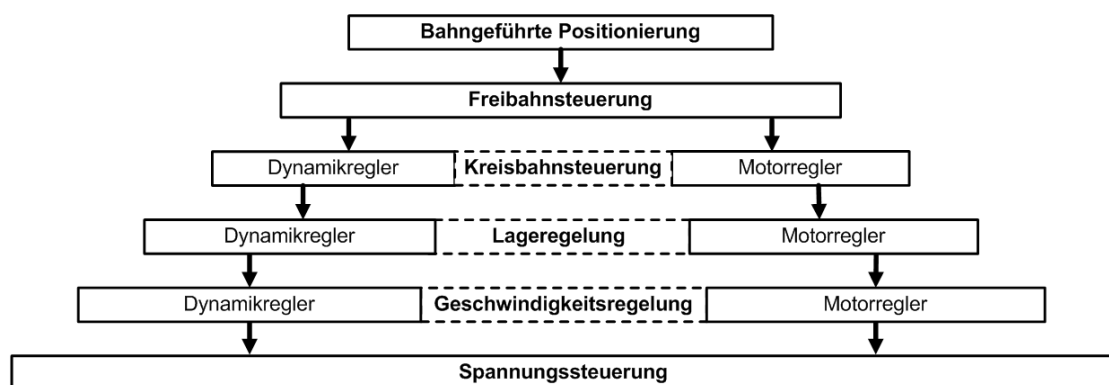 Bahngeführte Positionierung
Freibahnsteuerung
Dynamikregler Kreisbahnsteuerung Motorregler
Dynamikregler Lageregelung Motorregler
Dynamikregler Geschwindigkeitsregelung Motorregler
Spannungssteuerung